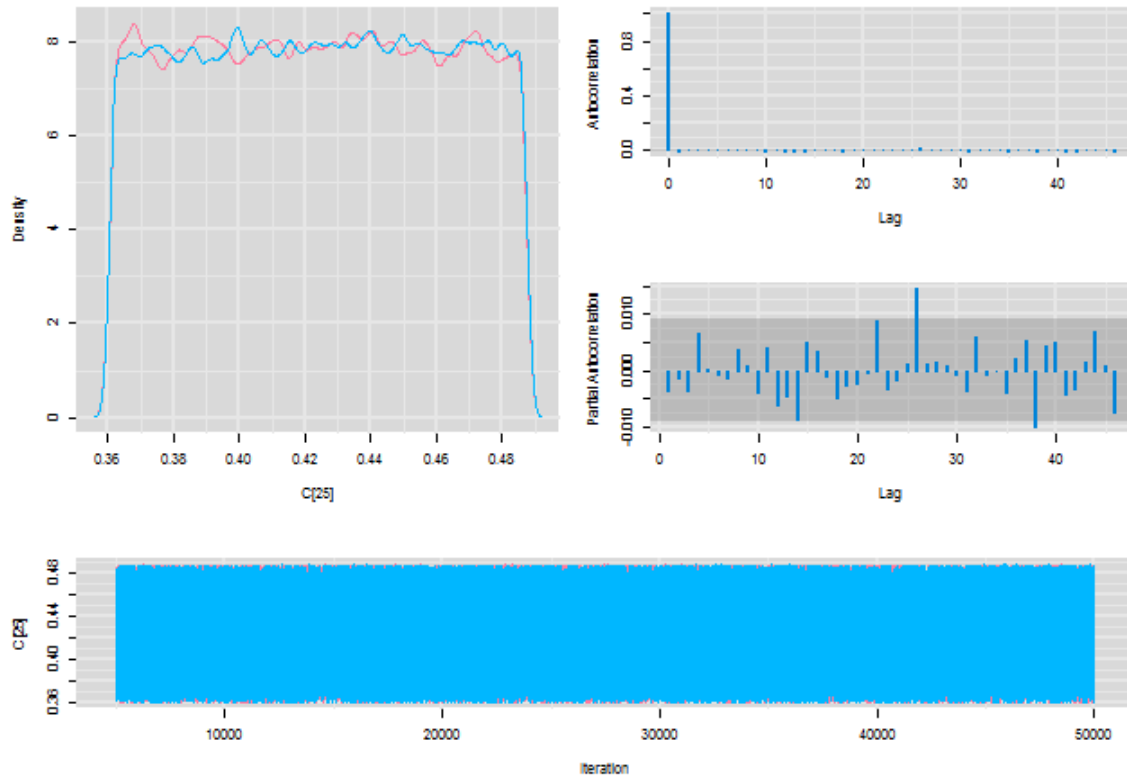 Density
0 2 4 6 8
0.36 0.38 0.40 0.42 0.44 0.46 0.48
C[25]
Autocorrelation
0.0 0.4 0.8
0 10 20 30 40
Lag
Partial Autocorrelation
-0.010 0.000 0.010
0 10 20 30 40
Lag
C[25]
0.36 0.40 0.44 0.48
10000 20000 30000 40000 50000
Iteration